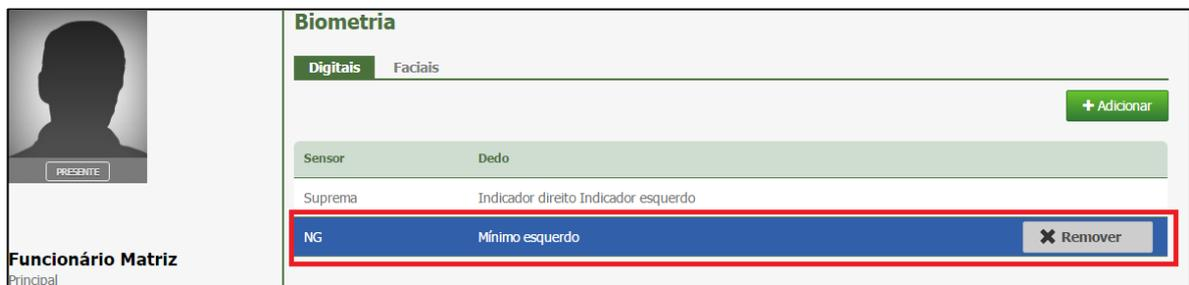 Biometria
Digitais Faciais
+ Adicionar
PRESENTE
Sensor Dedo
Suprema Indicador direito Indicador esquerdo
NG Mínimo esquerdo Remover
Funcionário Matriz
Principal